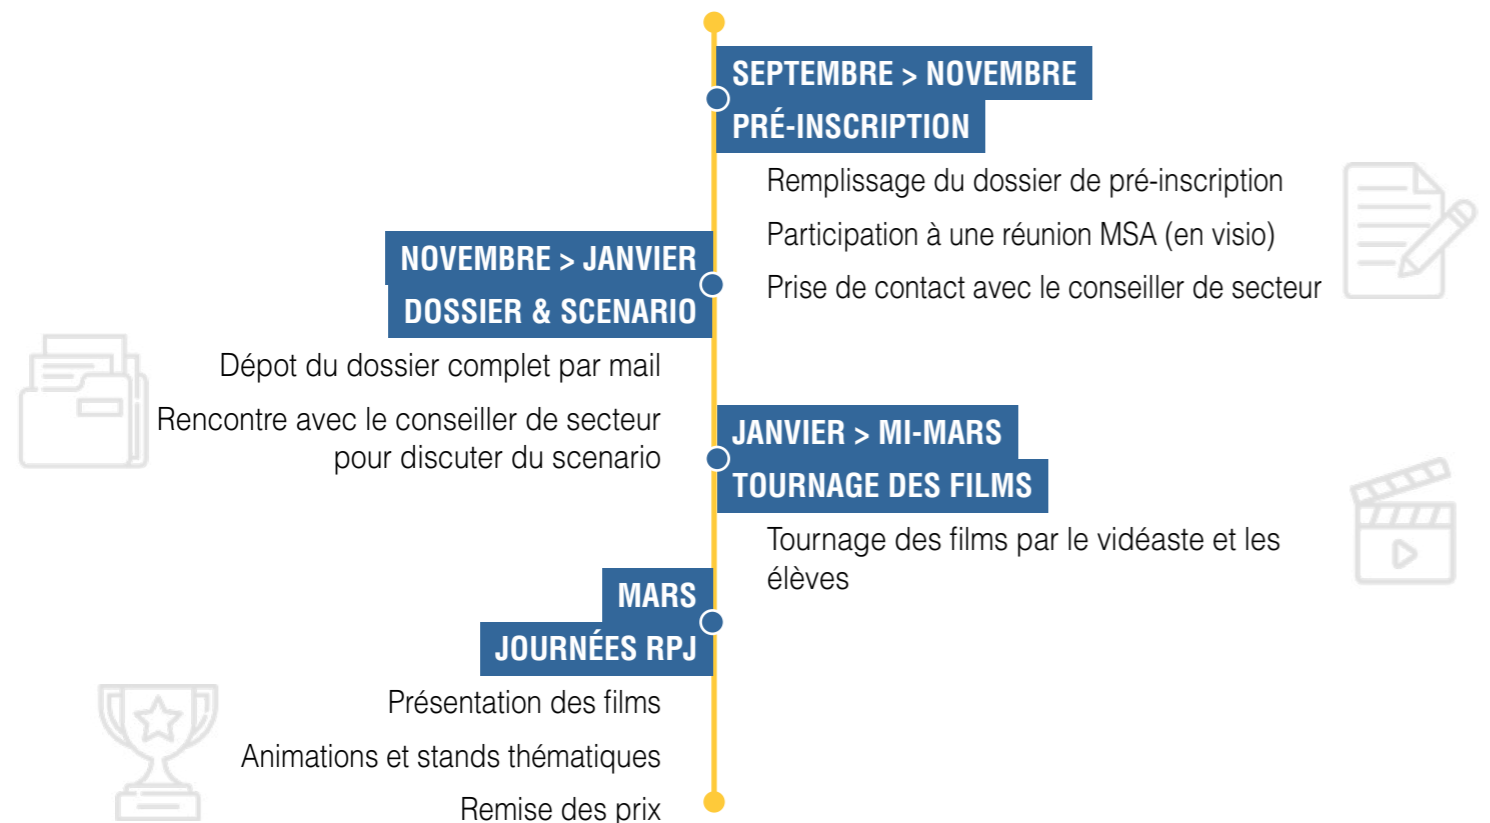 SEPTEMBRE > NOVEMBRE
PRÉ-INSCRIPTION
Remplissage du dossier de pré-inscription
Participation à une réunion MSA (en visio)
Prise de contact avec le conseiller de secteur
NOVEMBRE > JANVIER
DOSSIER & SCENARIO
Dépot du dossier complet par mail
Rencontre avec le conseiller de secteur
pour discuter du scenario
JANVIER > MI-MARS
TOURNAGE DES FILMS
Tournage des films par le vidéaste et les
élèves
MARS
JOURNÉES RPJ
Présentation des films
Animations et stands thématiques
Remise des prix